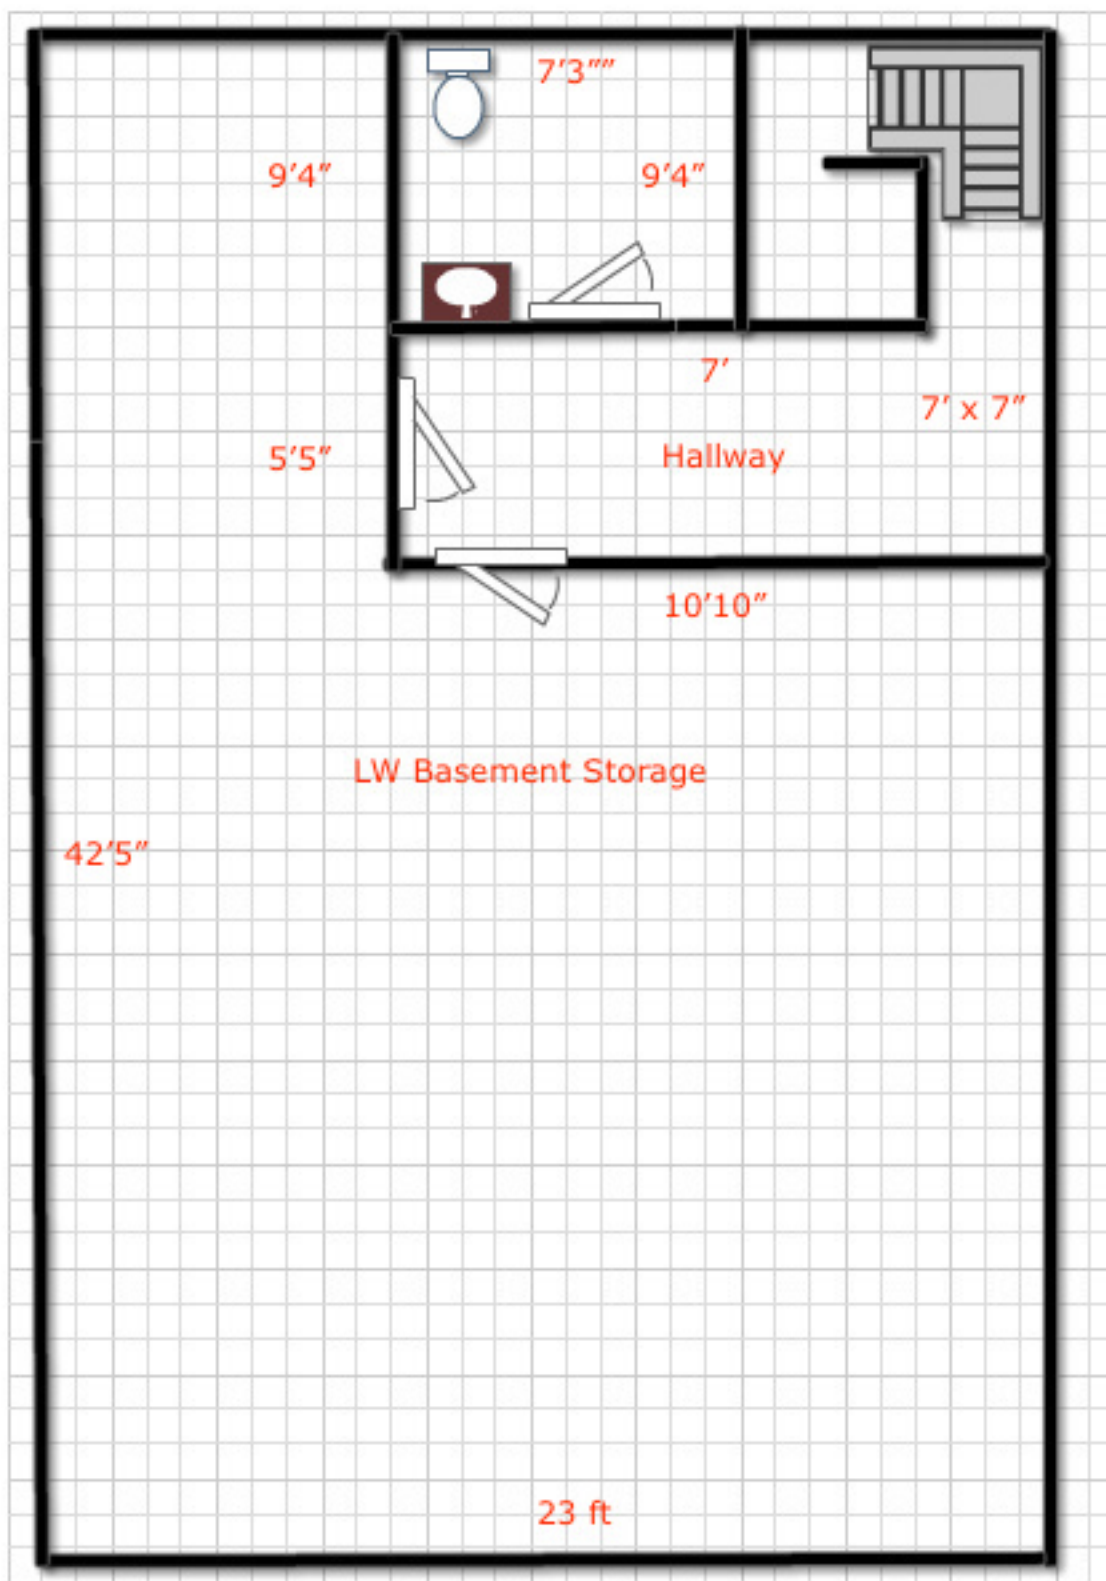 7'3""
9'4"
9'4"
7'
7' x 7"
5'5"
Hallway
10'10"
LW Basement Storage
42'5"
23 ft